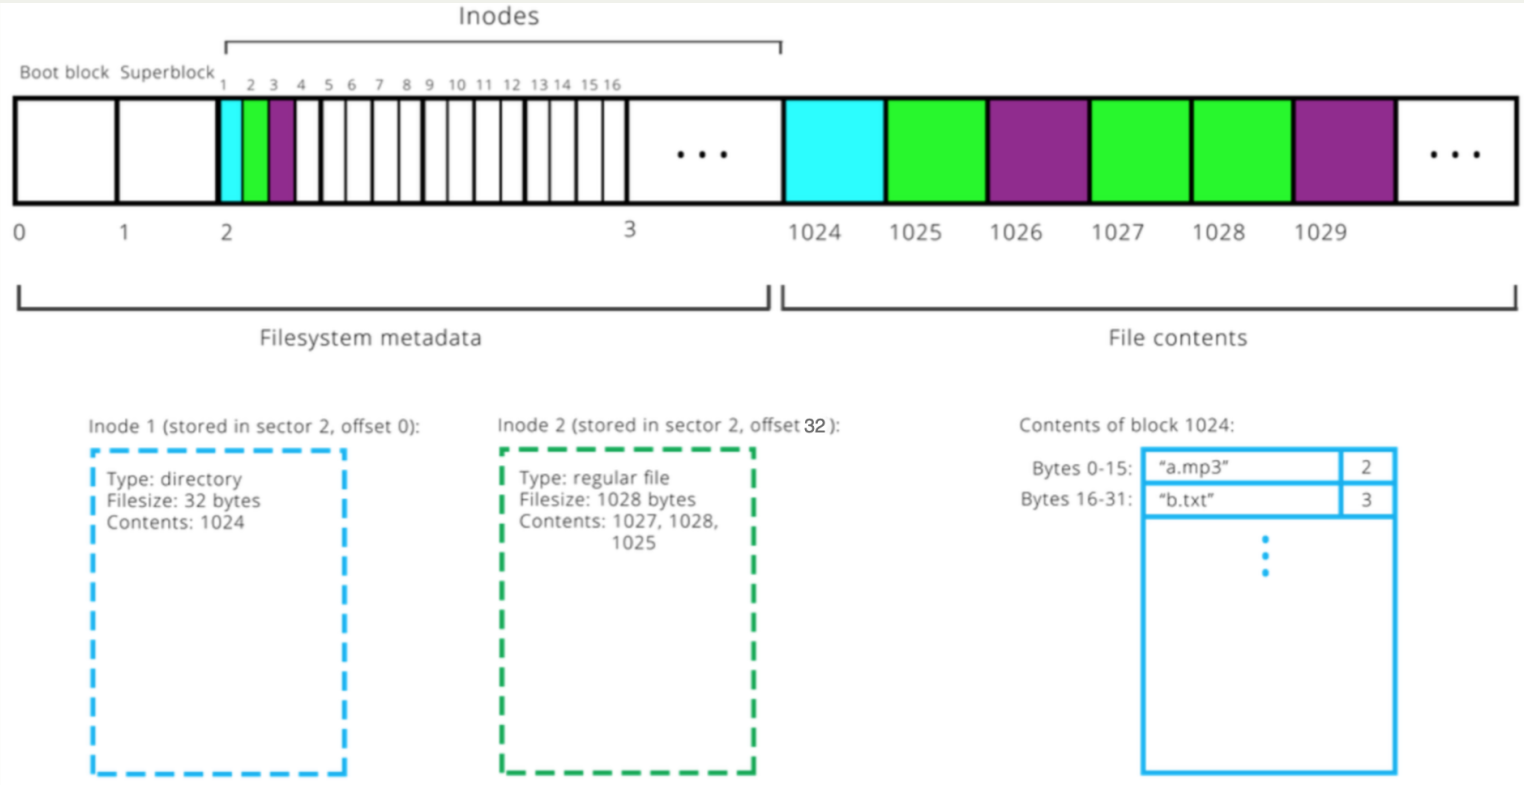 Inodes
Boot block Superblock
1 2 3 4 5 6 7 8 9 10 11 12 13 14 15 16
...
...
0 1 2 3 1024 1025 1026 1027 1028 1029
Filesystem metadata
File contents
Inode 1 (stored in sector 2, offset 0):
Type: directory
Filesize: 32 bytes
Contents: 1024
Inode 2 (stored in sector 2, offset 32 ):
Type: regular file
Filesize: 1028 bytes
Contents: 1027, 1028,
1025
Contents of block 1024:
Bytes 0-15: “a.mp3” 2
Bytes 16-31: “b.txt” 3